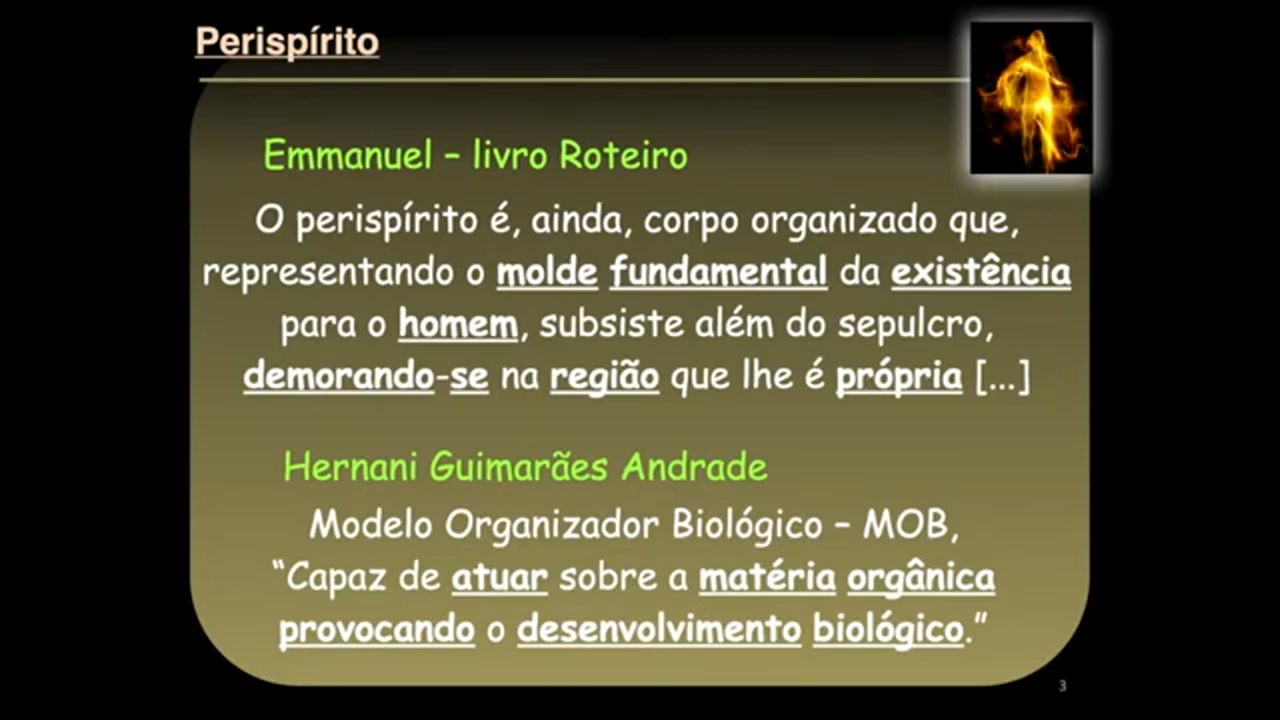 Perispírito
Emmanuel – livro Roteiro
O perispírito é, ainda, corpo organizado que,
representando o molde fundamental da existência
para o homem, subsiste além do sepulcro,
demorando-se na região que lhe é própria [...]
Hernani Guimarães Andrade
Modelo Organizador Biológico – MOB,
“Capaz de atuar sobre a matéria orgânica
provocando o desenvolvimento biológico.”
3